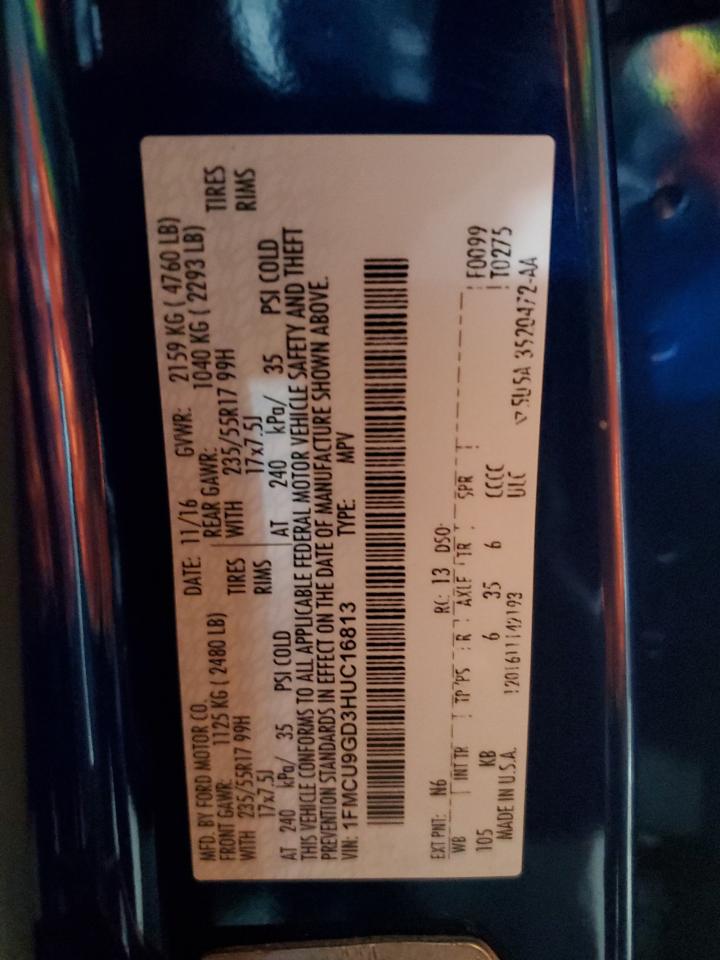 MFD. BY FORD MOTOR CO.
DATE: 11/16 GVWR: 2159 KG ( 4760 LB)
FRONT GAWR: 1125 KG ( 2480 LB) REAR GAWR: 1040 KG ( 2293 LB)
WITH 235/55R17 99H TIRES WITH 235/55R17 99H TIRES
17x7.5J RIMS 17x7.5J RIMS
AT 240 kPa/ 35 PSI COLD AT 240 kPa/ 35 PSI COLD
THIS VEHICLE CONFORMS TO ALL APPLICABLE FEDERAL MOTOR VEHICLE SAFETY AND THEFT
PREVENTION STANDARDS IN EFFECT ON THE DATE OF MANUFACTURE SHOWN ABOVE.
VIN: 1FMCU9GD3HUC16813 TYPE: MPV
EXT PNT: N6 RC: 13 DSO: F0099
WB INT TR TP/PS R AXLE TR SPR T0275
105 KB 6 35 6 CCCC
ULC
MADE IN U.S.A. 5U5A 3520472-AA